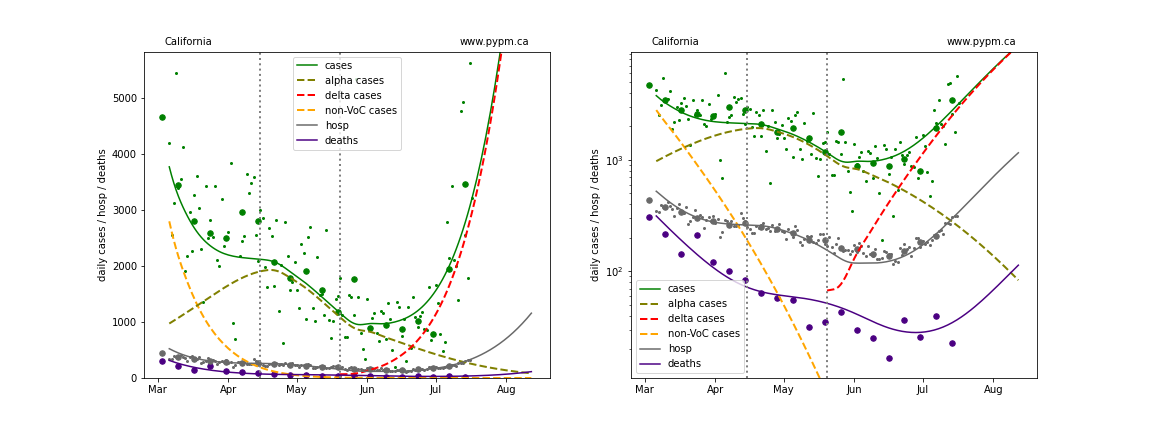 California www.pypm.ca
daily cases / hosp / deaths
5000
4000
3000
2000
1000
0
Mar Apr May Jun Jul Aug
cases
alpha cases
delta cases
non-VoC cases
hosp
deaths
California www.pypm.ca
daily cases / hosp / deaths
10³
10²
Mar Apr May Jun Jul Aug
cases
alpha cases
delta cases
non-VoC cases
hosp
deaths